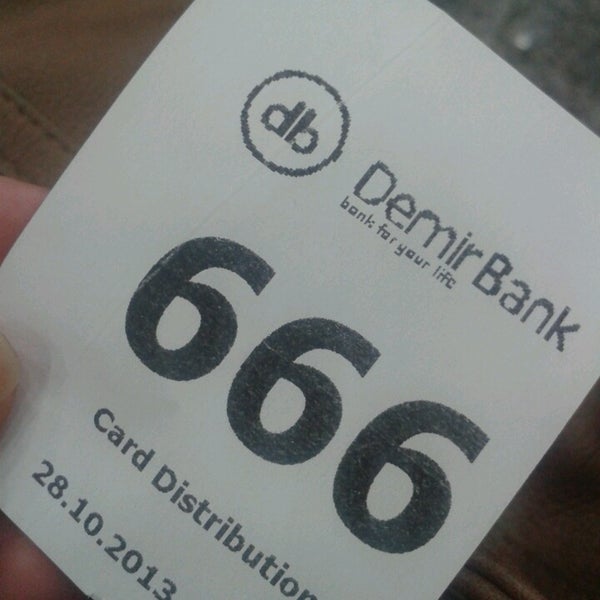 db
DemirBank
bank for your life
666
Card Distribution
28.10.2013